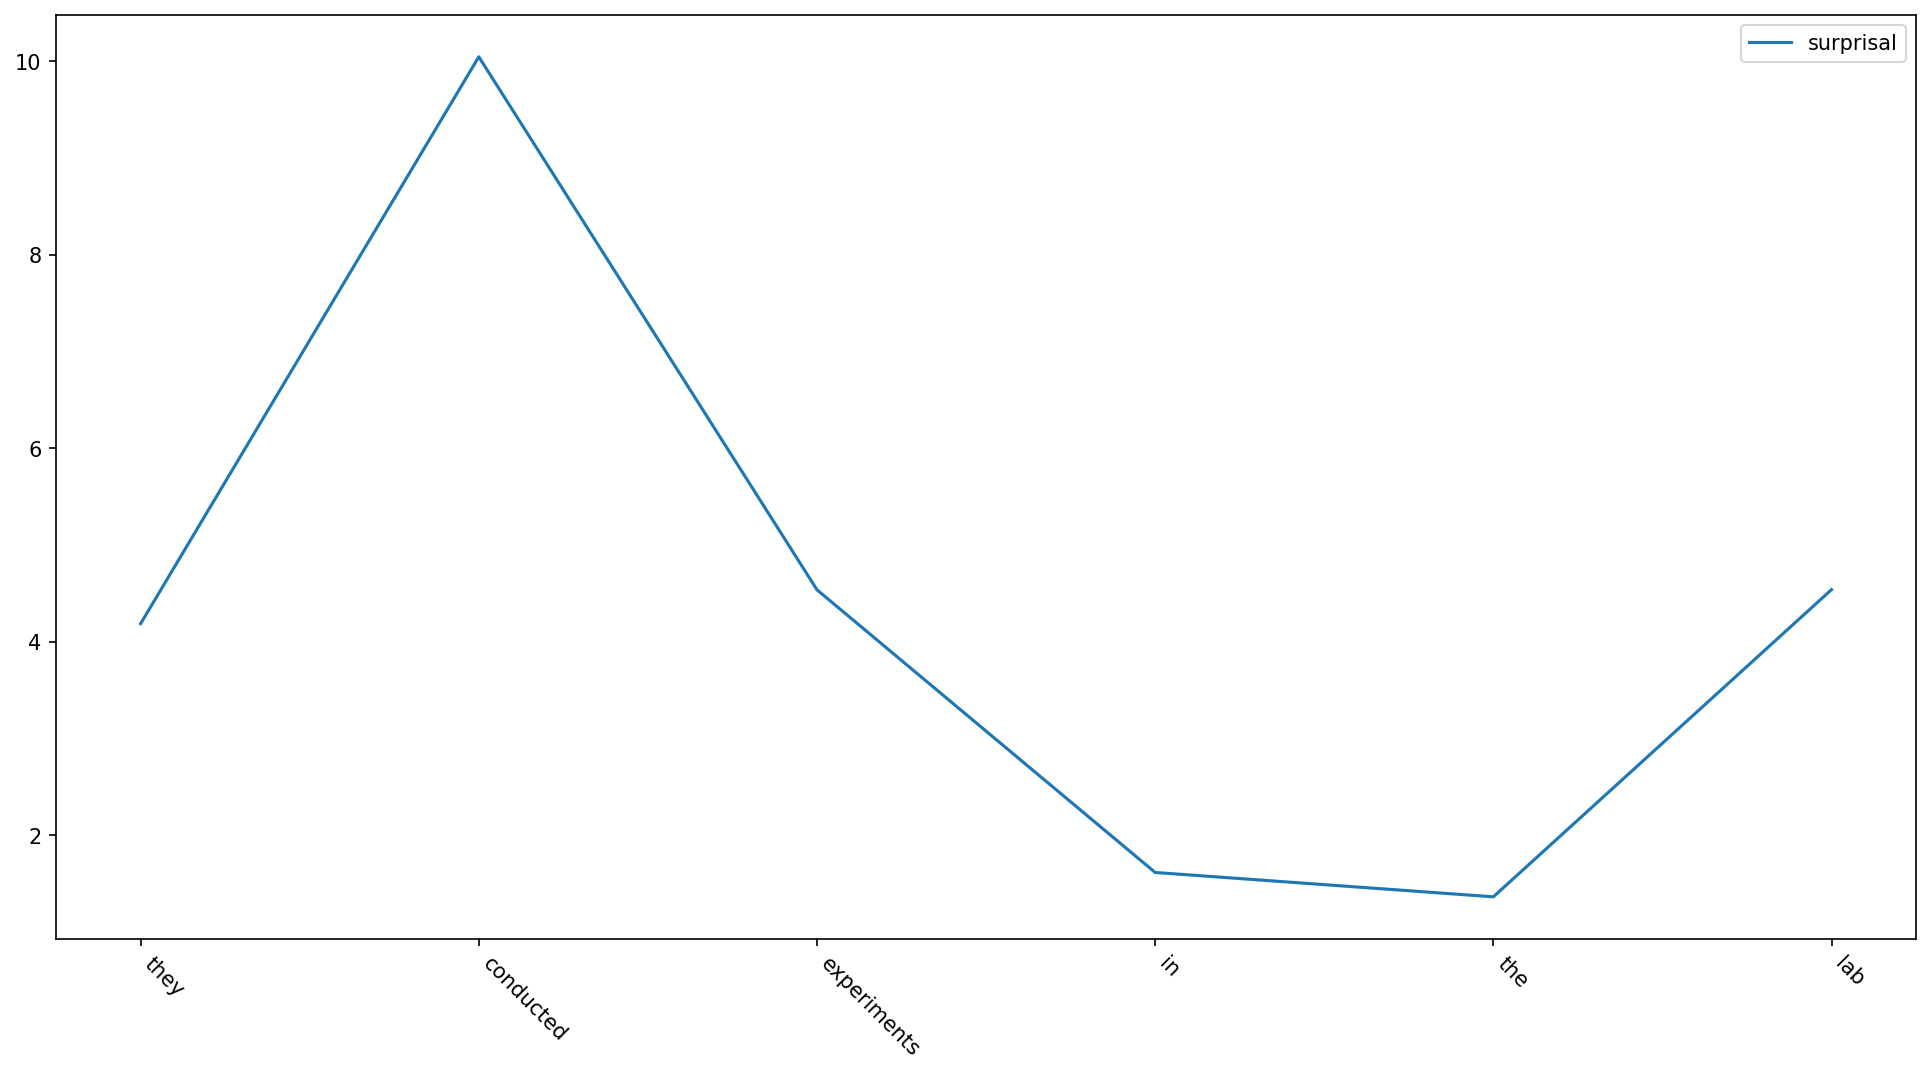 surprisal
10
8
6
4
2
they
conducted
experiments
in
the
lab